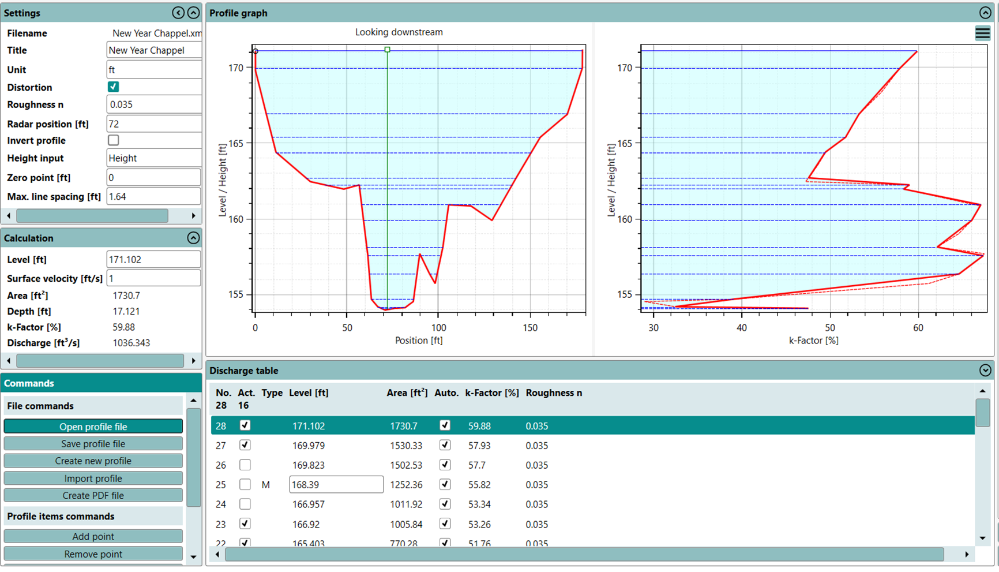 Settings
Filename New Year Chappel.xm
Title New Year Chappel
Unit ft
Distortion
Roughness n 0.035
Radar position [ft] 72
Invert profile
Height input Height
Zero point [ft] 0
Max. line spacing [ft] 1.64
Calculation
Level [ft] 171.102
Surface velocity [ft/s] 1
Area [ft²] 1730.7
Depth [ft] 17.121
k-Factor [%] 59.88
Discharge [ft³/s] 1036.343
Commands
File commands
Open profile file
Save profile file
Create new profile
Import profile
Create PDF file
Profile items commands
Add point
Remove point
Profile graph
Looking downstream
Level / Height [ft]
170
165
160
155
0 50 100 150
Position [ft]
Level / Height [ft]
170
165
160
155
30 40 50 60
k-Factor [%]
Discharge table
No. Act. Type Level [ft] Area [ft²] Auto. k-Factor [%] Roughness n
28 16
28 171.102 1730.7 59.88 0.035
27 169.979 1530.33 57.93 0.035
26 169.823 1502.53 57.7 0.035
25 M 168.39 1252.36 55.82 0.035
24 166.957 1011.92 53.34 0.035
23 166.92 1005.84 53.26 0.035
22 165.403 770.28 51.76 0.035